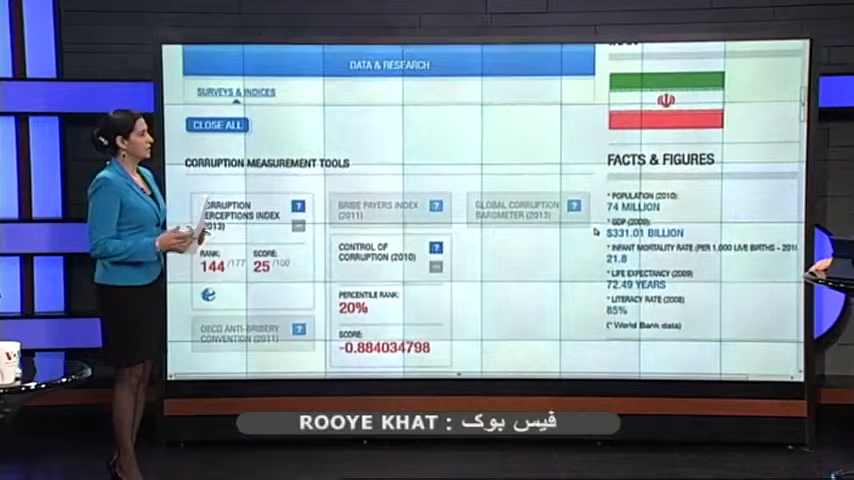 DATA & RESEARCH
SURVEYS & INDICES
CLOSE ALL
CORRUPTION MEASUREMENT TOOLS
CORRUPTION
PERCEPTIONS INDEX
2013)
?
RANK:
144 /177
SCORE:
25 /100
OECD ANTI-BRIBERY
CONVENTION (2011)
?
BRIBE PAYERS INDEX
(2011)
?
CONTROL OF
CORRUPTION (2010)
?
PERCENTILE RANK:
20%
SCORE:
-0.884034798
GLOBAL CORRUPTION
BAROMETER (2013)
?
FACTS & FIGURES
* POPULATION (2010):
74 MILLION
* GDP (2009):
$331.01 BILLION
* INFANT MORTALITY RATE (PER 1,000 LIVE BIRTHS - 2010
21.8
* LIFE EXPECTANCY (2009)
72.49 YEARS
* LITERACY RATE (2008)
85%
(* World Bank data)
ROOYE KHAT : فیس بوک